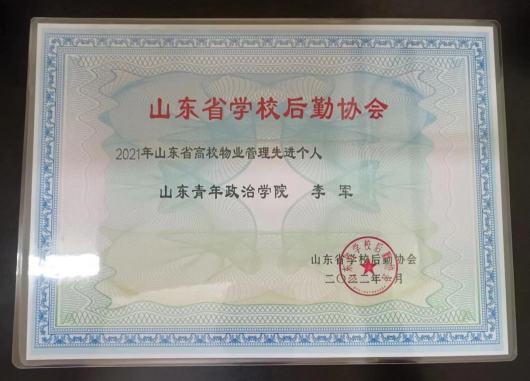 山东省学校后勤协会
2021年山东省高校物业管理先进个人
山东青年政治学院 李军
山东省学校后勤协会
二〇二二年 月